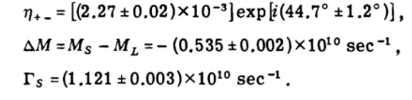 η₊₋ = [(2.27 ± 0.02) × 10⁻³] exp[i(44.7° ± 1.2°)] ,
ΔM = M_S − M_L = − (0.535 ± 0.002) × 10¹⁰ sec⁻¹ ,
Γ_S = (1.121 ± 0.003) × 10¹⁰ sec⁻¹ .